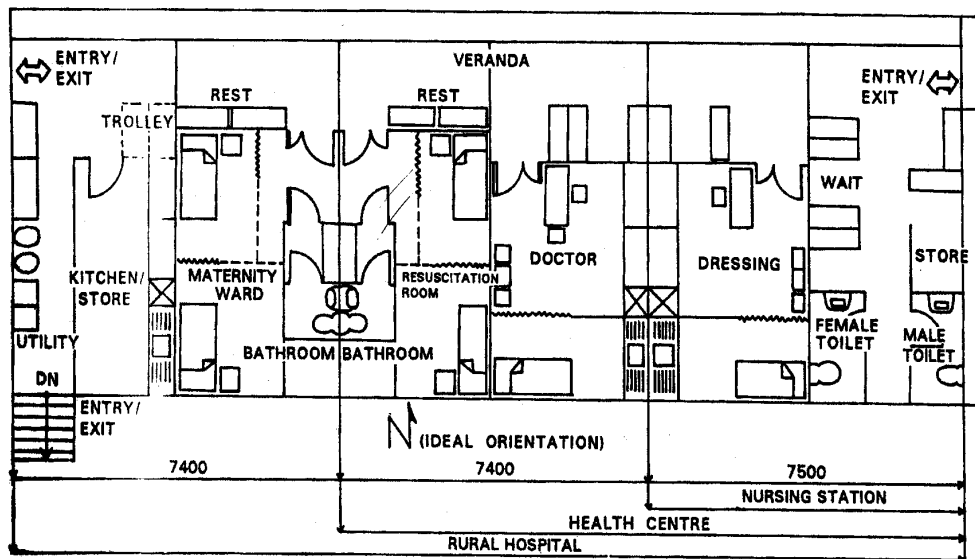 ENTRY/
EXIT
VERANDA
ENTRY/
EXIT
REST
REST
TROLLEY
WAIT
KITCHEN/
STORE
MATERNITY
WARD
RESUSCITATION
ROOM
DOCTOR
DRESSING
STORE
UTILITY
BATHROOM
BATHROOM
FEMALE
TOILET
MALE
TOILET
DN
ENTRY/
EXIT
N (IDEAL ORIENTATION)
7400
7400
7500
NURSING STATION
HEALTH CENTRE
RURAL HOSPITAL